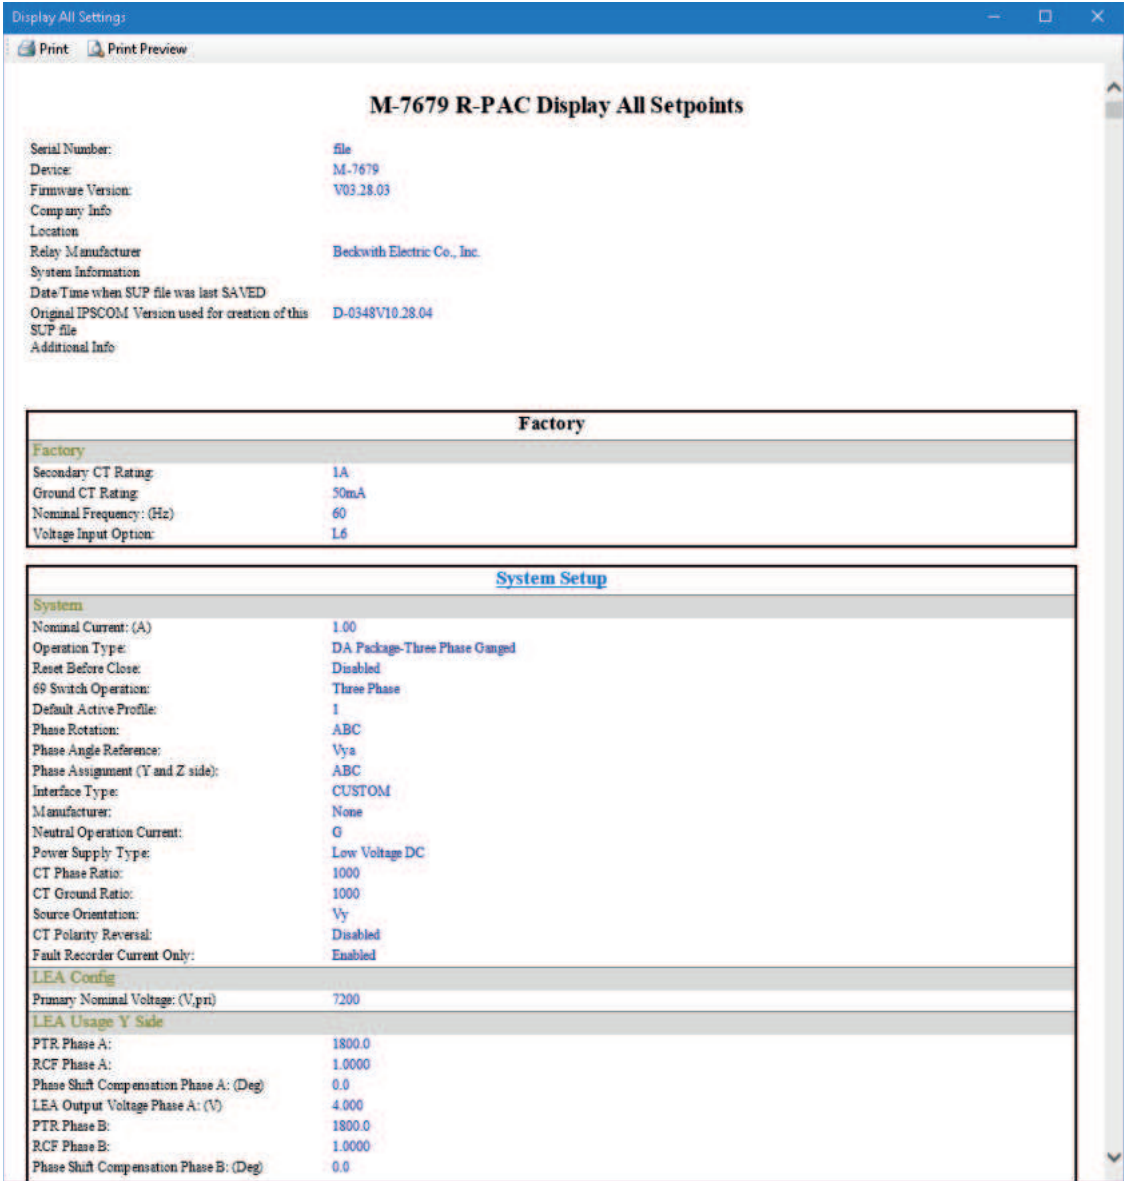 Display All Settings
Print Print Preview
M-7679 R-PAC Display All Setpoints
Serial Number: file
Device: M-7679
Firmware Version: V03.28.03
Company Info
Location
Relay Manufacturer Beckwith Electric Co., Inc.
System Information
Date/Time when SUP file was last SAVED
Original IPSCOM Version used for creation of this D-0348V10.28.04
SUP file
Additional Info
Factory
Factory
Secondary CT Rating: 1A
Ground CT Rating: 50mA
Nominal Frequency: (Hz) 60
Voltage Input Option: L6
System Setup
System
Nominal Current: (A) 1.00
Operation Type: DA Package-Three Phase Ganged
Reset Before Close: Disabled
69 Switch Operation: Three Phase
Default Active Profile: 1
Phase Rotation: ABC
Phase Angle Reference: Vya
Phase Assignment (Y and Z side): ABC
Interface Type: CUSTOM
Manufacturer: None
Neutral Operation Current: G
Power Supply Type: Low Voltage DC
CT Phase Ratio: 1000
CT Ground Ratio: 1000
Source Orientation: Vy
CT Polarity Reversal: Disabled
Fault Recorder Current Only: Enabled
LEA Config
Primary Nominal Voltage: (V,pri) 7200
LEA Usage Y Side
PTR Phase A: 1800.0
RCF Phase A: 1.0000
Phase Shift Compensation Phase A: (Deg) 0.0
LEA Output Voltage Phase A: (V) 4.000
PTR Phase B: 1800.0
RCF Phase B: 1.0000
Phase Shift Compensation Phase B: (Deg) 0.0